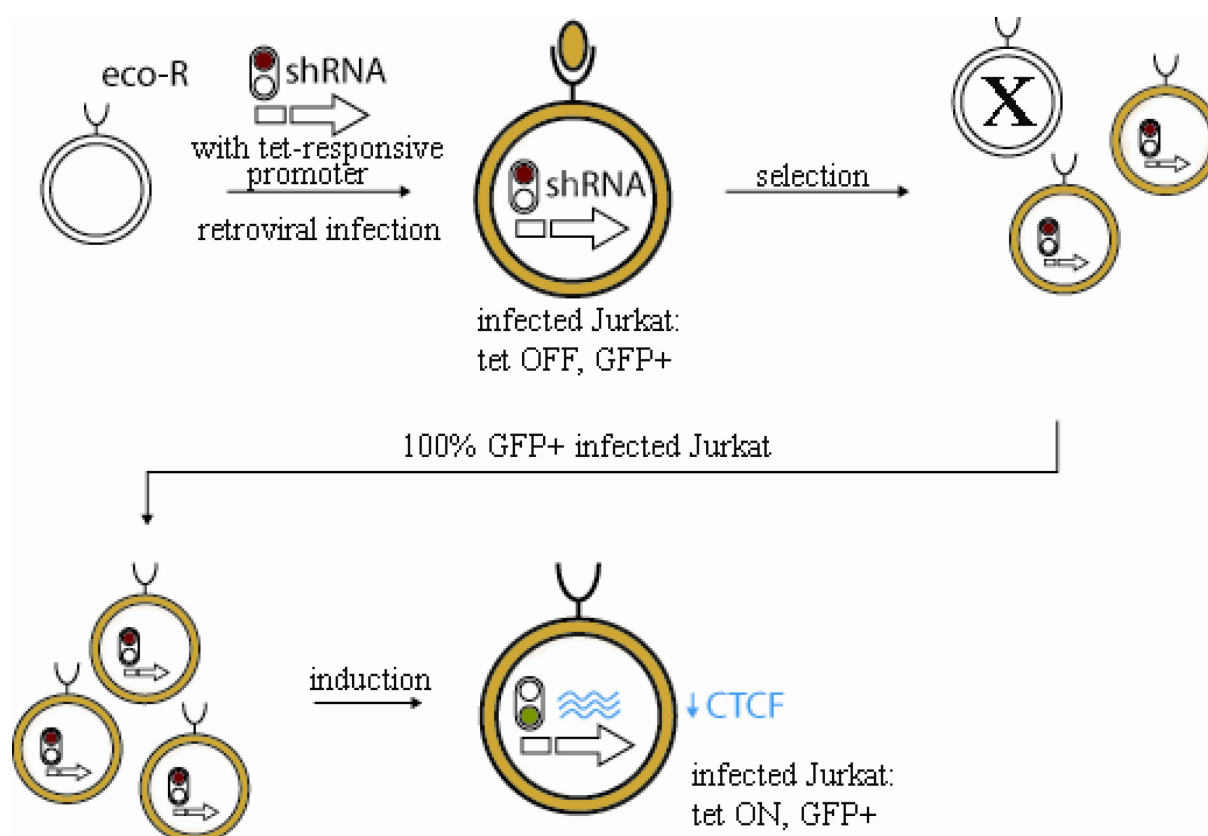 eco-R
shRNA
with tet-responsive
promoter
retroviral infection
shRNA
infected Jurkat:
tet OFF, GFP+
selection
X
100% GFP+ infected Jurkat
induction
↓CTCF
infected Jurkat:
tet ON, GFP+